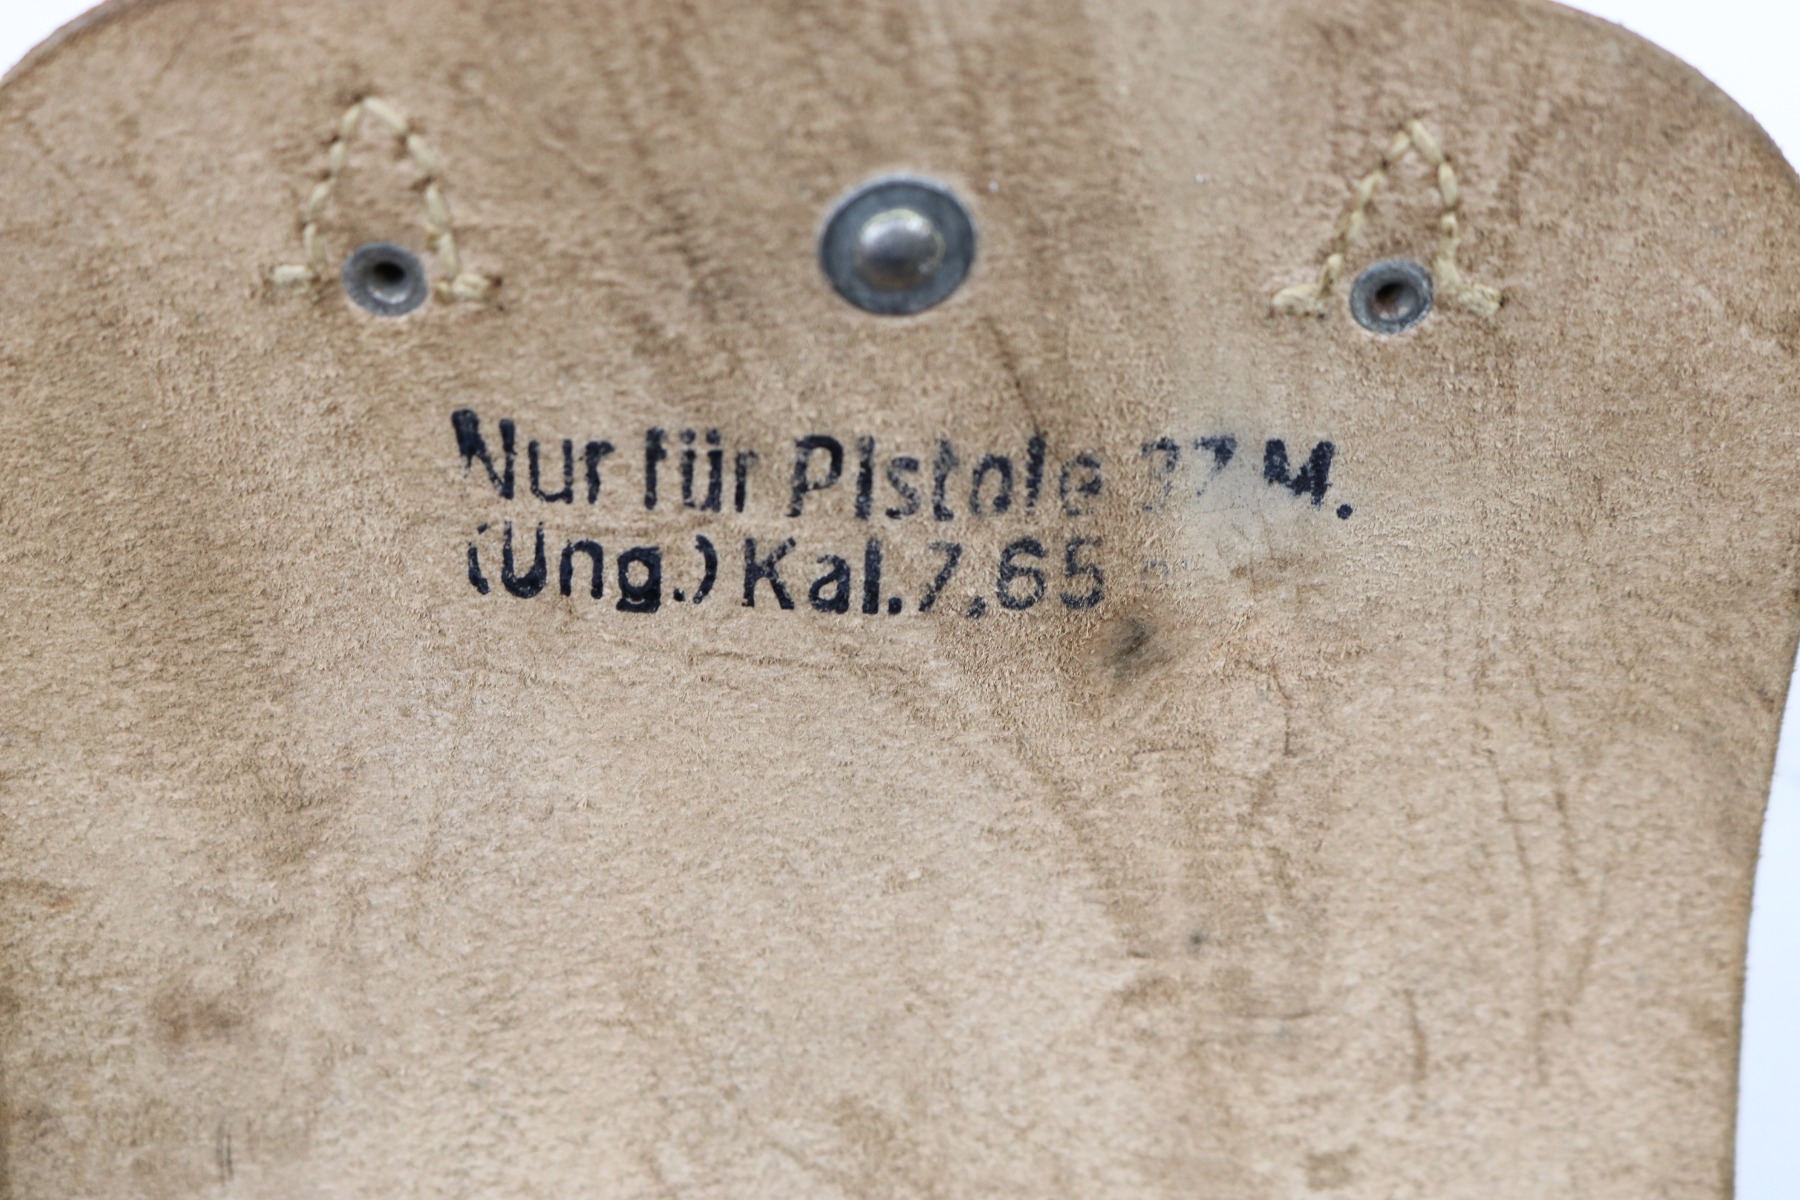 Nur für Pistole 37 M.
(Ung.) Kal. 7,65